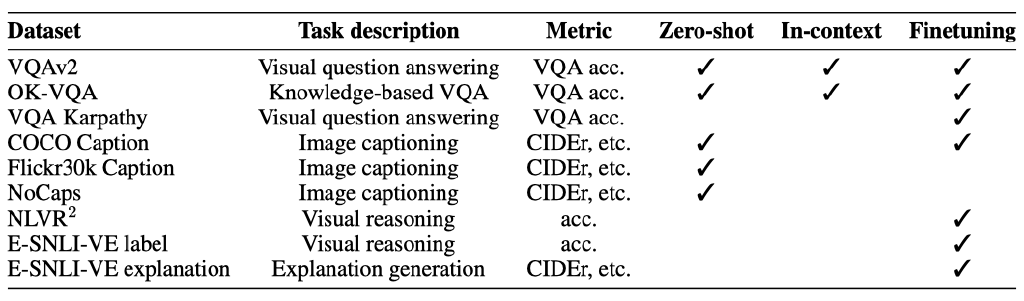 Dataset Task description Metric Zero-shot In-context Finetuning
VQAv2 Visual question answering VQA acc. ✓ ✓ ✓
OK-VQA Knowledge-based VQA VQA acc. ✓ ✓ ✓
VQA Karpathy Visual question answering VQA acc. ✓
COCO Caption Image captioning CIDEr, etc. ✓ ✓
Flickr30k Caption Image captioning CIDEr, etc. ✓
NoCaps Image captioning CIDEr, etc. ✓
NLVR² Visual reasoning acc. ✓
E-SNLI-VE label Visual reasoning acc. ✓
E-SNLI-VE explanation Explanation generation CIDEr, etc. ✓